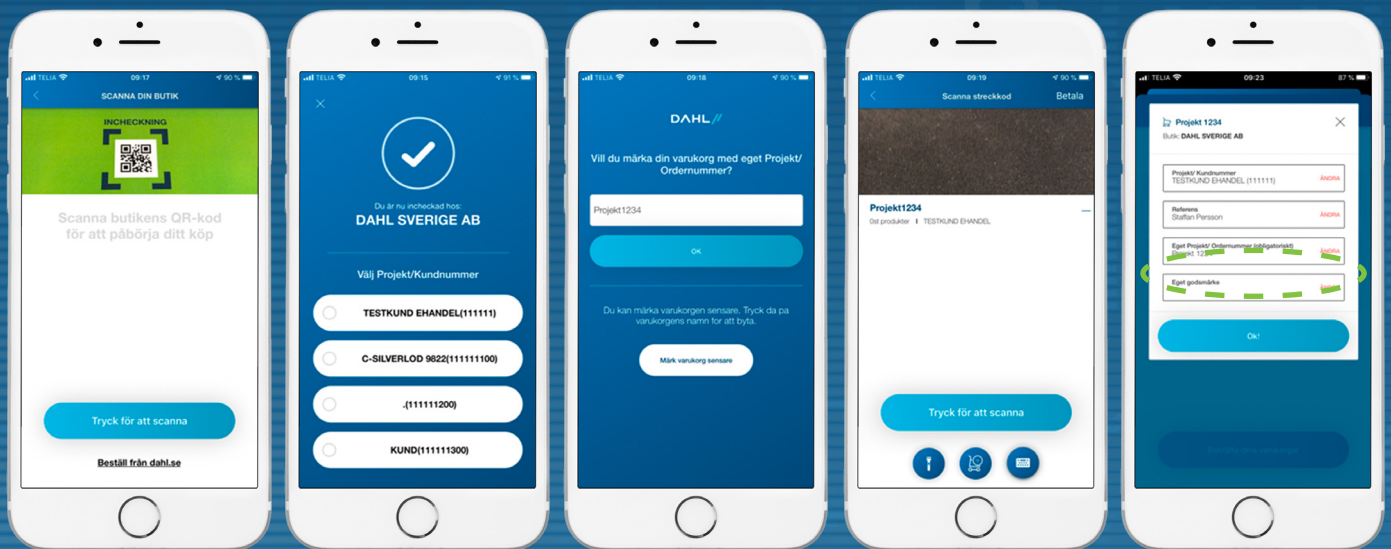 TELIA 09:17 90 %
SCANNA DIN BUTIK
INCHECKNING
Scanna butikens QR-kod
för att påbörja ditt köp
Tryck för att scanna
Beställ från dahl.se
TELIA 09:15 91 %
Du är nu incheckad hos:
DAHL SVERIGE AB
Välj Projekt/Kundnummer
TESTKUND EHANDEL(111111)
C-SILVERLOD 9822(111111100)
.(111111200)
KUND(111111300)
TELIA 09:18 90 %
DAHL//
Vill du märka din varukorg med eget Projekt/
Ordernummer?
Projekt1234
OK
Du kan märka varukorgen sensare. Tryck da pa
varukorgens namn for att byta.
Märk varukorg sensare
TELIA 09:19 90 %
Scanna streckkod Betala
Projekt1234
0st produkter TESTKUND EHANDEL
Tryck för att scanna
TELIA 09:23 87 %
Projekt 1234
Butik: DAHL SVERIGE AB
Projekt/ Kundnummer
TESTKUND EHANDEL (111111) ÄNDRA
Referens
Staffan Persson ÄNDRA
Eget Projekt/ Ordernummer (obligatoriskt)
Projekt 1234 ÄNDRA
Eget godsmärke ÄNDRA
Ok!